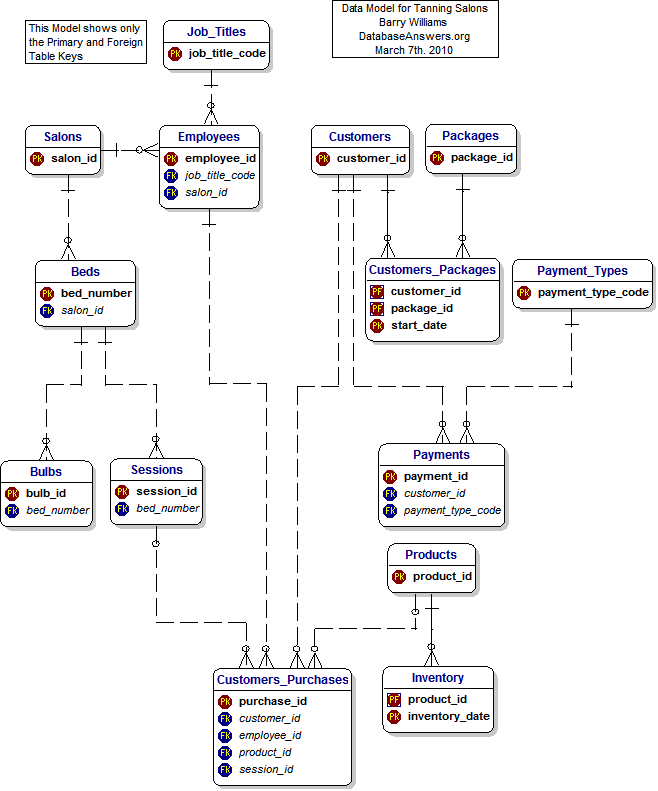 This Model shows only
the Primary and Foreign
Table Keys
Data Model for Tanning Salons
Barry Williams
DatabaseAnswers.org
March 7th. 2010
Job_Titles
Pk job_title_code
Salons
Pk salon_id
Employees
Pk employee_id
Fk job_title_code
Fk salon_id
Customers
Pk customer_id
Packages
Pk package_id
Beds
Pk bed_number
Fk salon_id
Customers_Packages
PF customer_id
PF package_id
Pk start_date
Payment_Types
Pk payment_type_code
Bulbs
Pk bulb_id
Fk bed_number
Sessions
Pk session_id
Fk bed_number
Payments
Pk payment_id
Fk customer_id
Fk payment_type_code
Products
Pk product_id
Customers_Purchases
Pk purchase_id
Fk customer_id
Fk employee_id
Fk product_id
Fk session_id
Inventory
PF product_id
Pk inventory_date